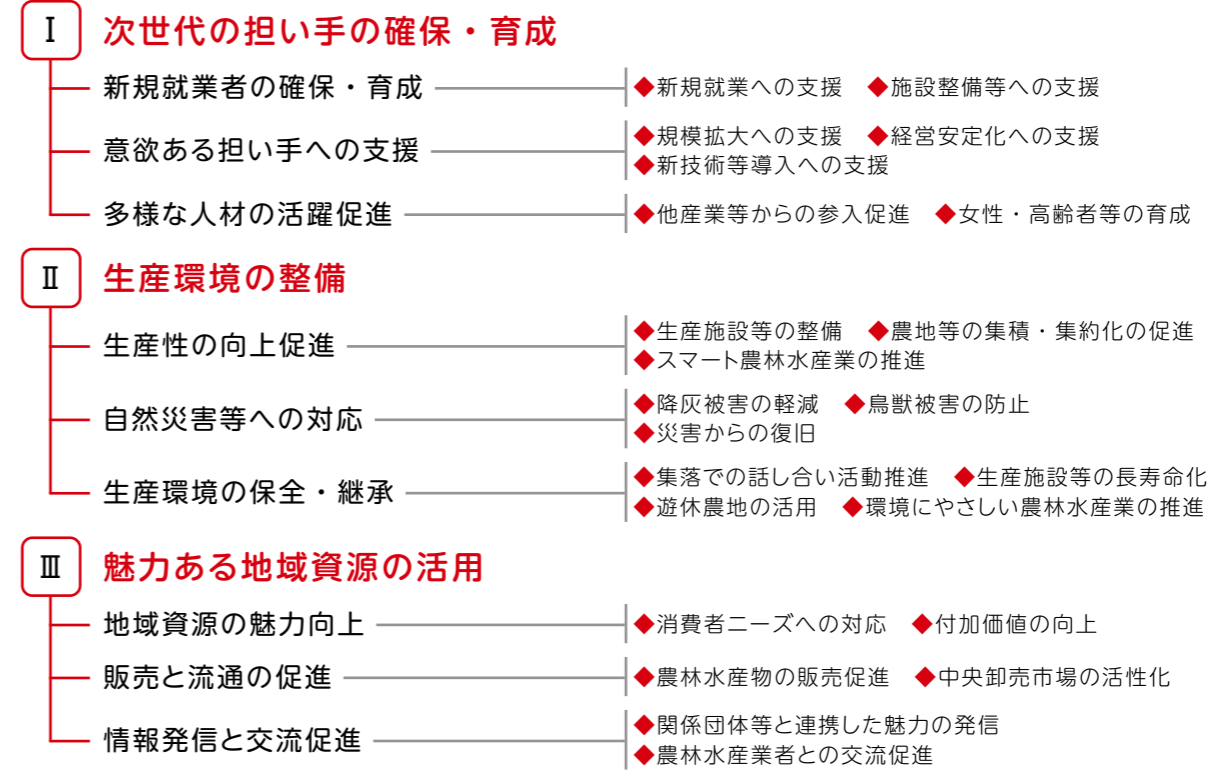 Ⅰ 次世代の担い手の確保・育成
新規就業者の確保・育成 ◆新規就業への支援 ◆施設整備等への支援
意欲ある担い手への支援 ◆規模拡大への支援 ◆経営安定化への支援
◆新技術等導入への支援
多様な人材の活躍促進 ◆他産業等からの参入促進 ◆女性・高齢者等の育成
Ⅱ 生産環境の整備
生産性の向上促進 ◆生産施設等の整備 ◆農地等の集積・集約化の促進
◆スマート農林水産業の推進
自然災害等への対応 ◆降灰被害の軽減 ◆鳥獣被害の防止
◆災害からの復旧
生産環境の保全・継承 ◆集落での話し合い活動推進 ◆生産施設等の長寿命化
◆遊休農地の活用 ◆環境にやさしい農林水産業の推進
Ⅲ 魅力ある地域資源の活用
地域資源の魅力向上 ◆消費者ニーズへの対応 ◆付加価値の向上
販売と流通の促進 ◆農林水産物の販売促進 ◆中央卸売市場の活性化
情報発信と交流促進 ◆関係団体等と連携した魅力の発信
◆農林水産業者との交流促進